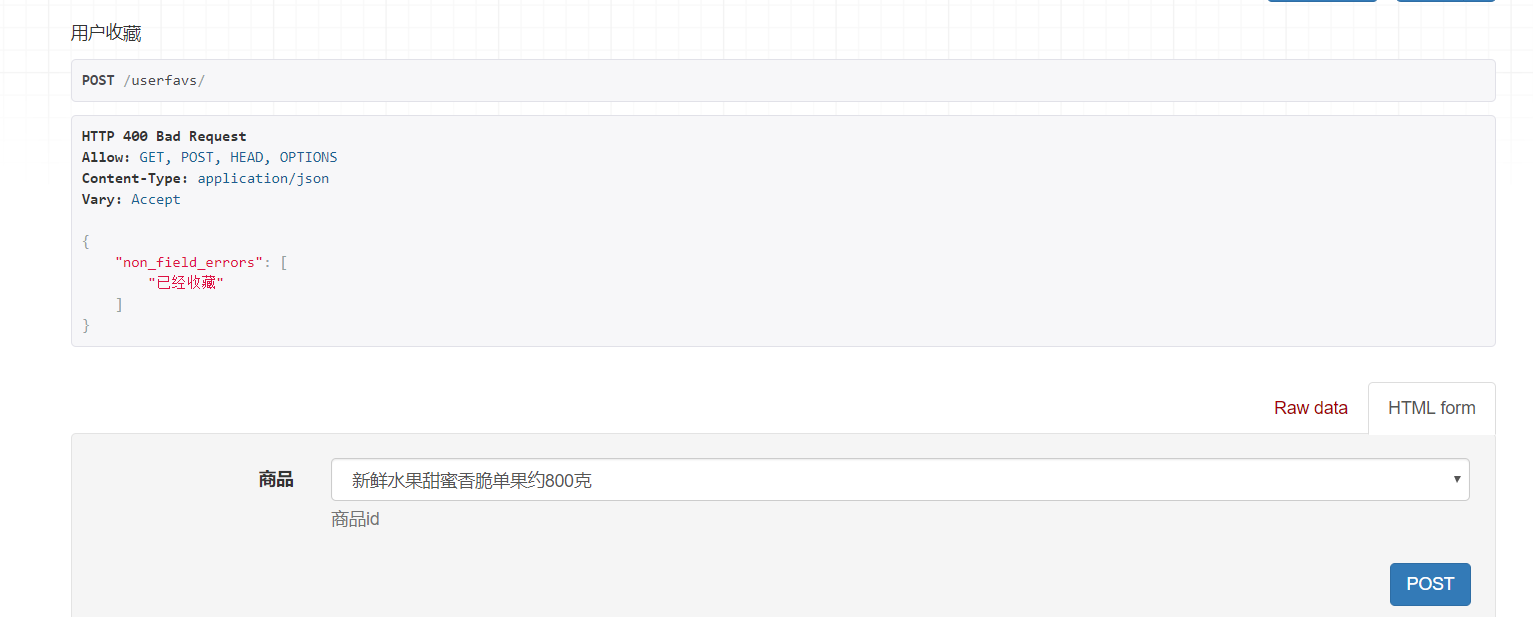 用户收藏
POST /userfavs/
HTTP 400 Bad Request
Allow: GET, POST, HEAD, OPTIONS
Content-Type: application/json
Vary: Accept
{
"non_field_errors": [
"已经收藏"
]
}
Raw data
HTML form
商品
新鲜水果甜蜜香脆单果约800克
商品id
POST